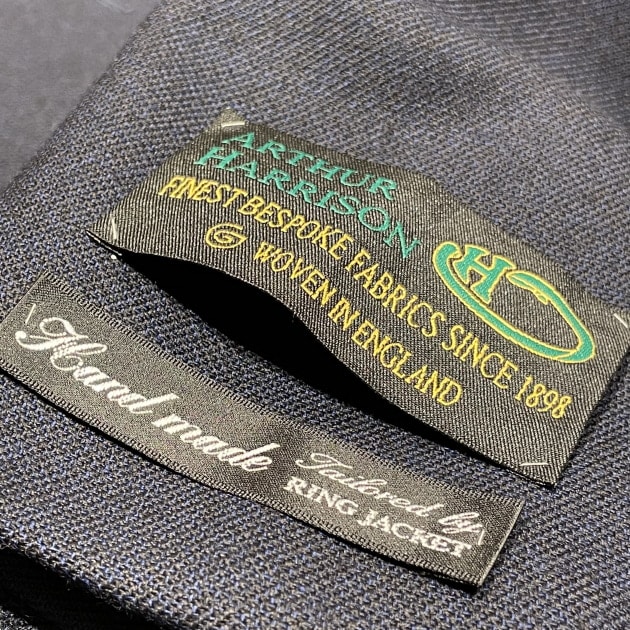 ARTHUR
HARRISON
FINEST BESPOKE FABRICS SINCE 1898
WOVEN IN ENGLAND
H
Hand made
Tailored by
RING JACKET